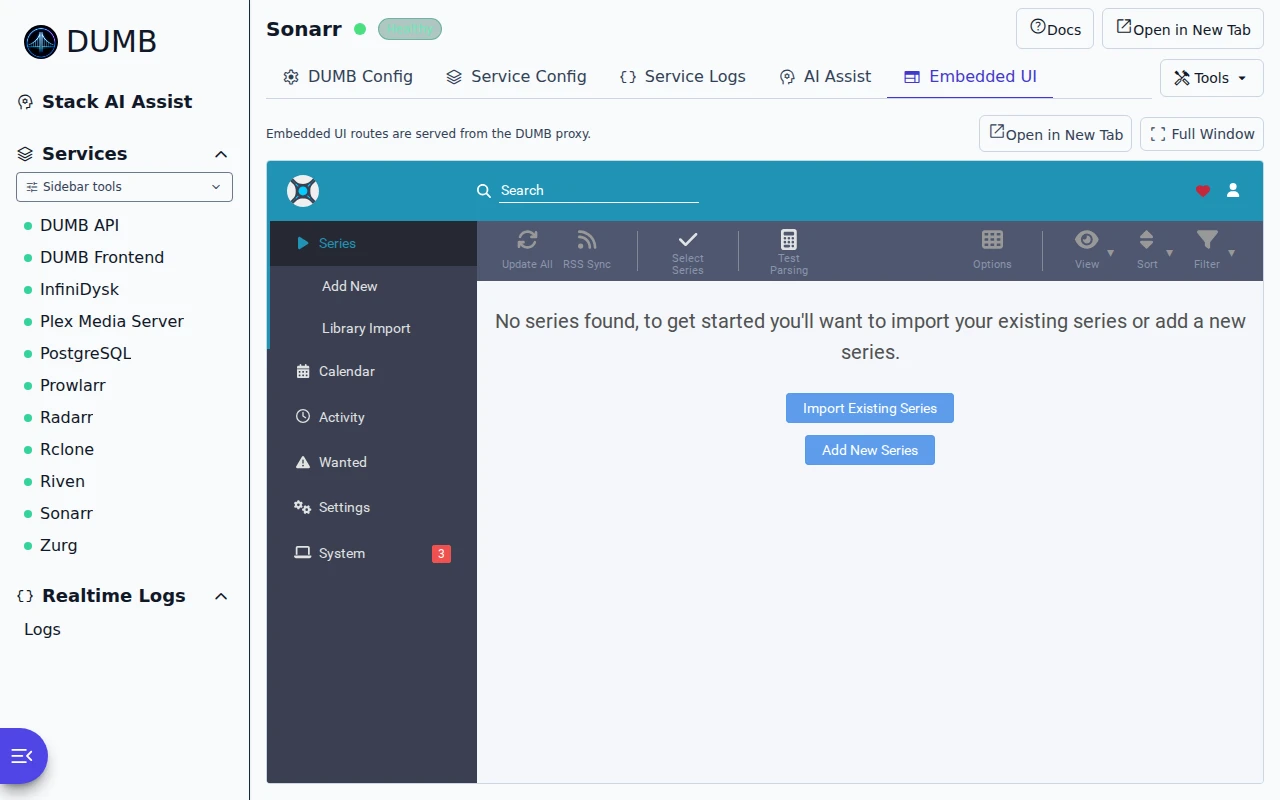 DUMB
Stack AI Assist
Services
Sidebar tools
DUMB API
DUMB Frontend
InfiniDysk
Plex Media Server
PostgreSQL
Prowlarr
Radarr
Rclone
Riven
Sonarr
Zurg
Realtime Logs
Logs
Sonarr
Docs
Open in New Tab
DUMB Config
Service Config
Service Logs
AI Assist
Embedded UI
Tools
Embedded UI routes are served from the DUMB proxy.
Open in New Tab
Full Window
Search
Series
Add New
Library Import
Calendar
Activity
Wanted
Settings
System
3
Update All
RSS Sync
Select
Series
Test
Parsing
Options
View
Sort
Filter
No series found, to get started you'll want to import your existing series or add a new
series.
Import Existing Series
Add New Series